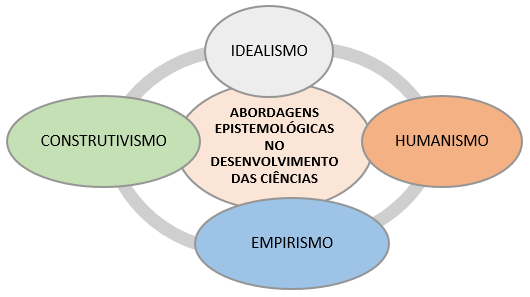 IDEALISMO
ABORDAGENS
EPISTEMOLÓGICAS
NO
DESENVOLVIMENTO
DAS CIÊNCIAS
CONSTRUTIVISMO
HUMANISMO
EMPIRISMO